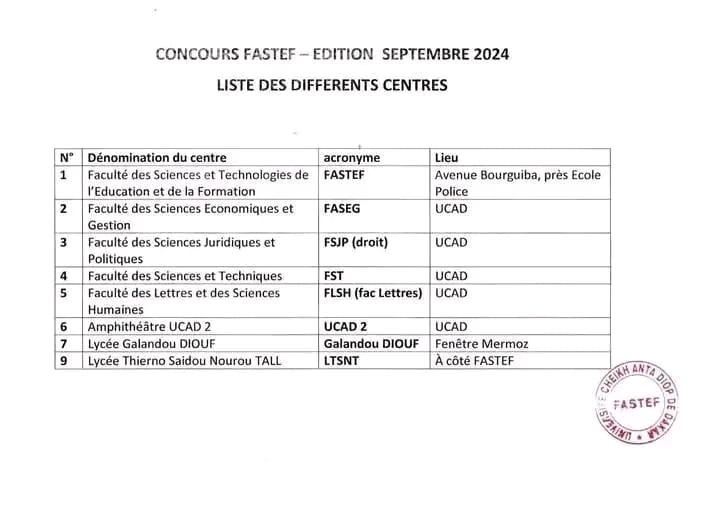 CONCOURS FASTEF – EDITION SEPTEMBRE 2024
LISTE DES DIFFERENTS CENTRES
N° Dénomination du centre acronyme Lieu
1 Faculté des Sciences et Technologies de l'Education et de la Formation FASTEF Avenue Bourguiba, près Ecole Police
2 Faculté des Sciences Economiques et Gestion FASEG UCAD
3 Faculté des Sciences Juridiques et Politiques FSJP (droit) UCAD
4 Faculté des Sciences et Techniques FST UCAD
5 Faculté des Lettres et des Sciences Humaines FLSH (fac Lettres) UCAD
6 Amphithéâtre UCAD 2 UCAD 2 UCAD
7 Lycée Galandou DIOUF Galandou DIOUF Fenêtre Mermoz
9 Lycée Thierno Saidou Nourou TALL LTSNT À côté FASTEF
UNIVERSITE CHEIKH ANTA DIOP DE DAKAR
FASTEF